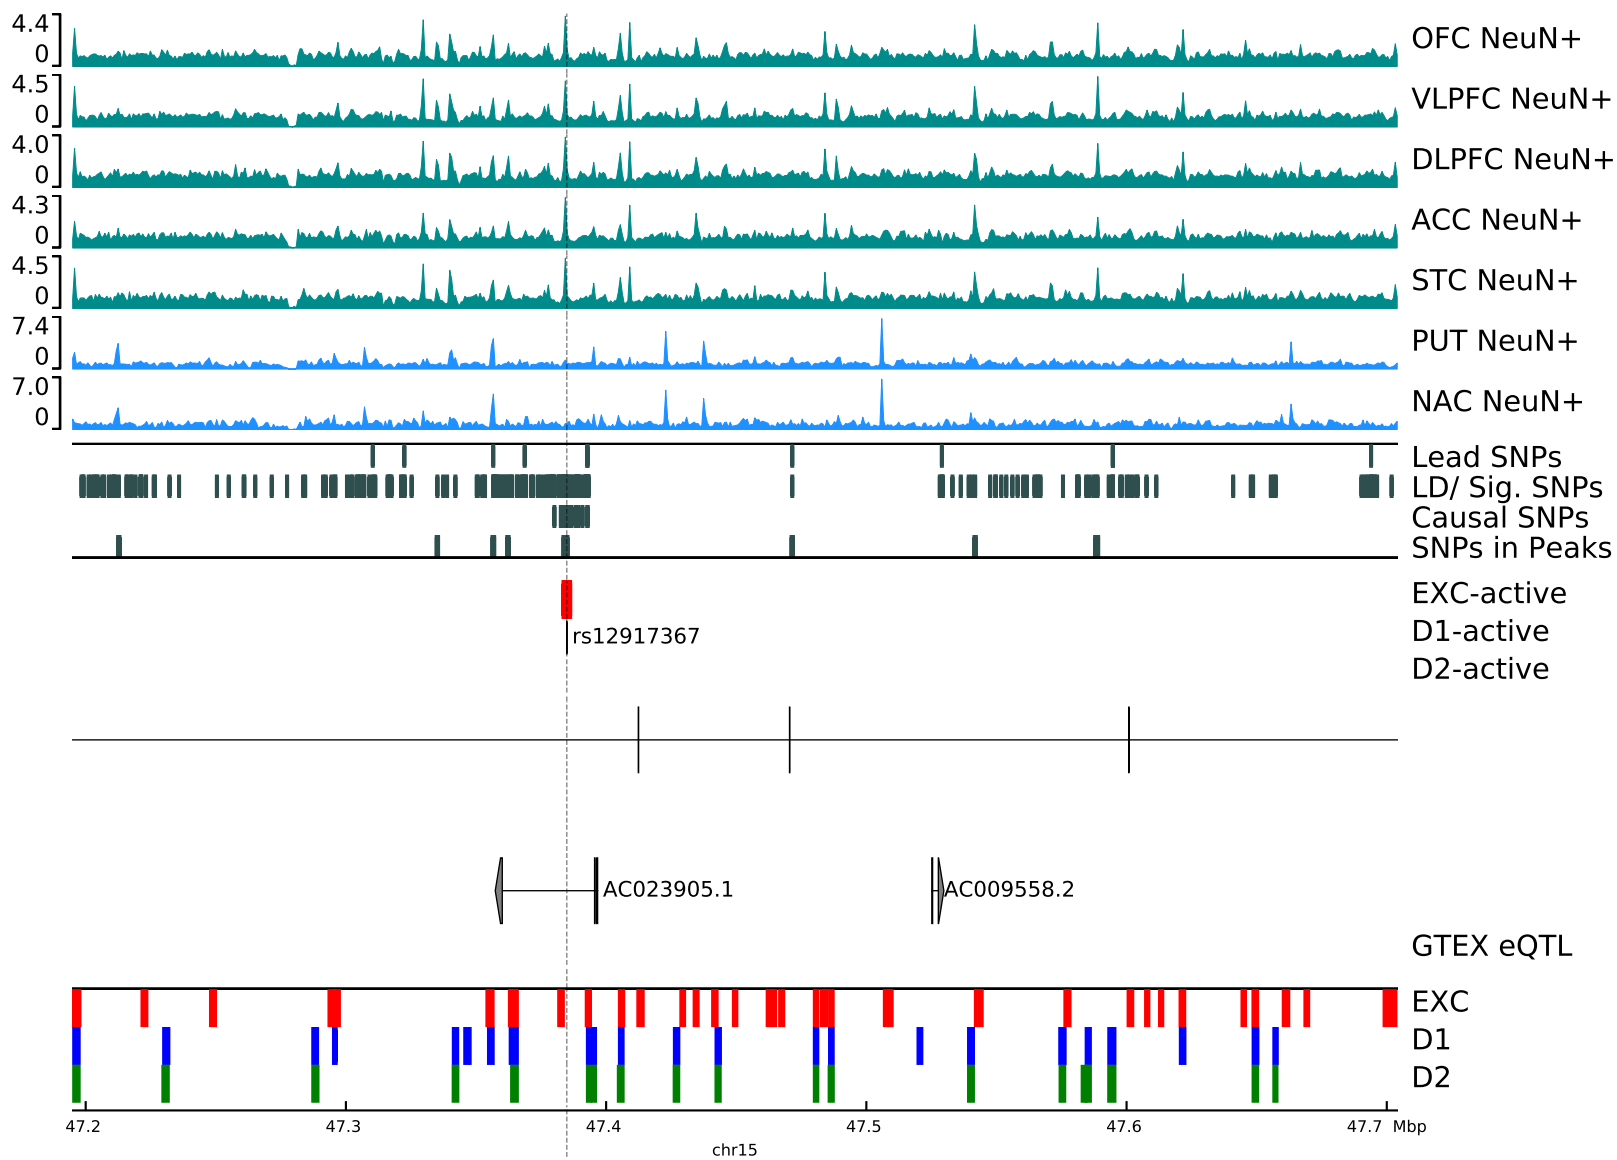 4.4
0
OFC NeuN+
4.5
0
VLPFC NeuN+
4.0
0
DLPFC NeuN+
4.3
0
ACC NeuN+
4.5
0
STC NeuN+
7.4
0
PUT NeuN+
7.0
0
NAC NeuN+
Lead SNPs
LD/ Sig. SNPs
Causal SNPs
SNPs in Peaks
EXC-active
rs12917367
D1-active
D2-active
AC023905.1
AC009558.2
GTEX eQTL
EXC
D1
D2
47.2 47.3 47.4 47.5 47.6 47.7 Mbp
chr15